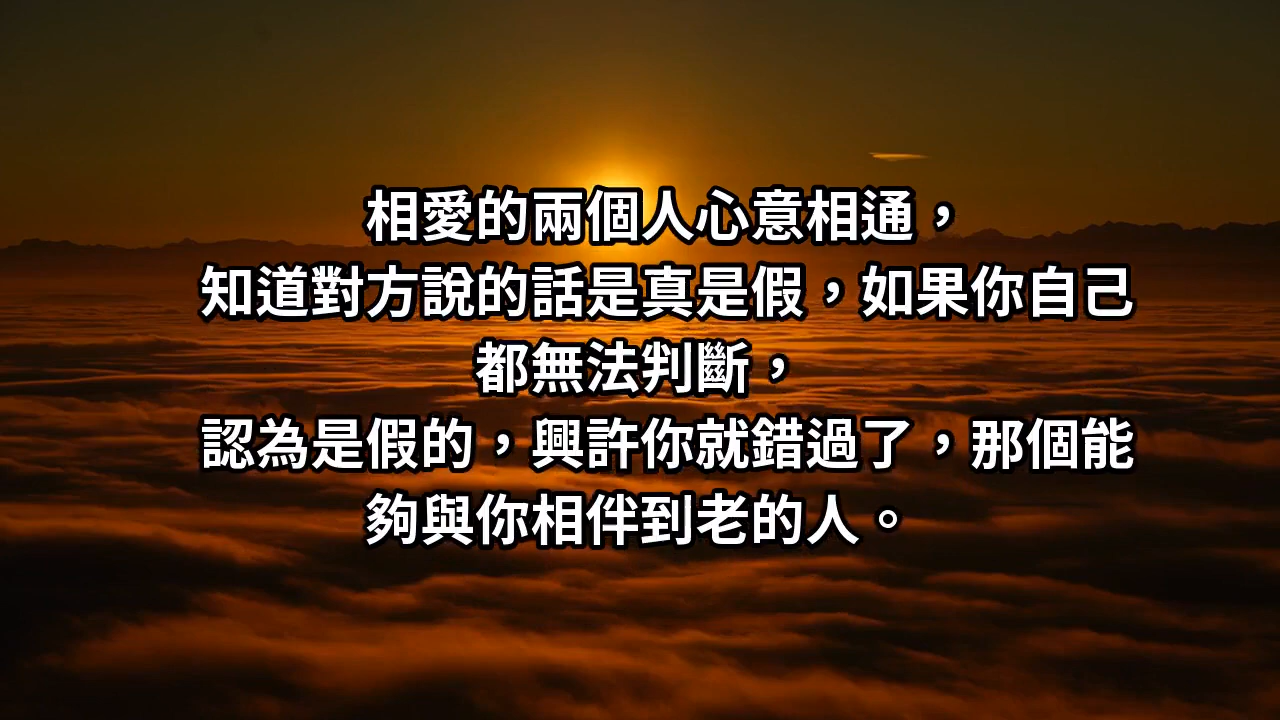 相愛的兩個人心意相通，
知道對方說的話是真是假，如果你自己
都無法判斷，
認為是假的，興許你就錯過了，那個能
夠與你相伴到老的人。